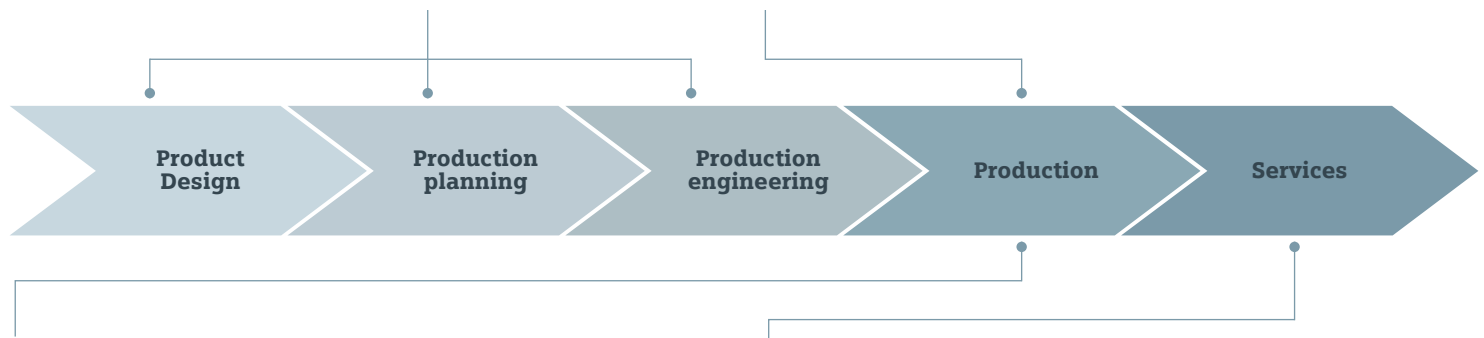 Product
Design
Production
planning
Production
engineering
Production
Services